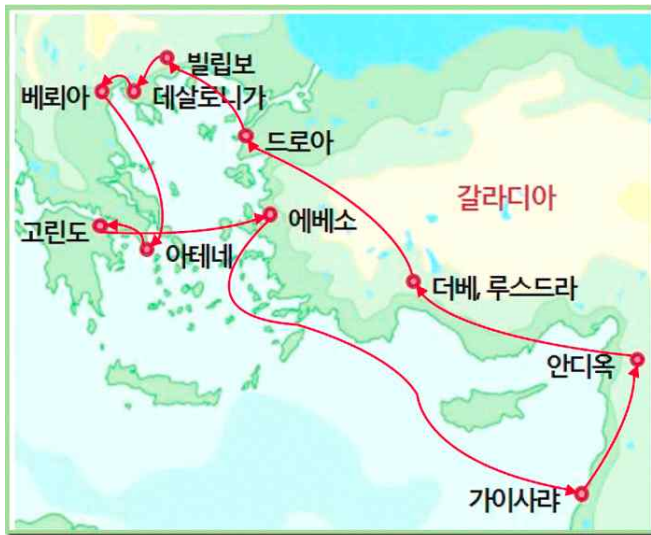 빌립보
베뢰아
데살로니가
드로아
갈라디아
고린도
에베소
아테네
더베, 루스드라
안디옥
가이사랴